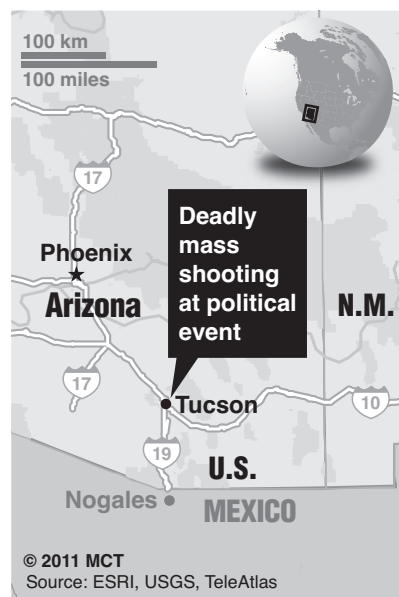 100 km
100 miles
17
Deadly
mass
shooting
at political
event
Phoenix
Arizona
N.M.
17
Tucson
10
19
U.S.
Nogales
MEXICO
© 2011 MCT
Source: ESRI, USGS, TeleAtlas